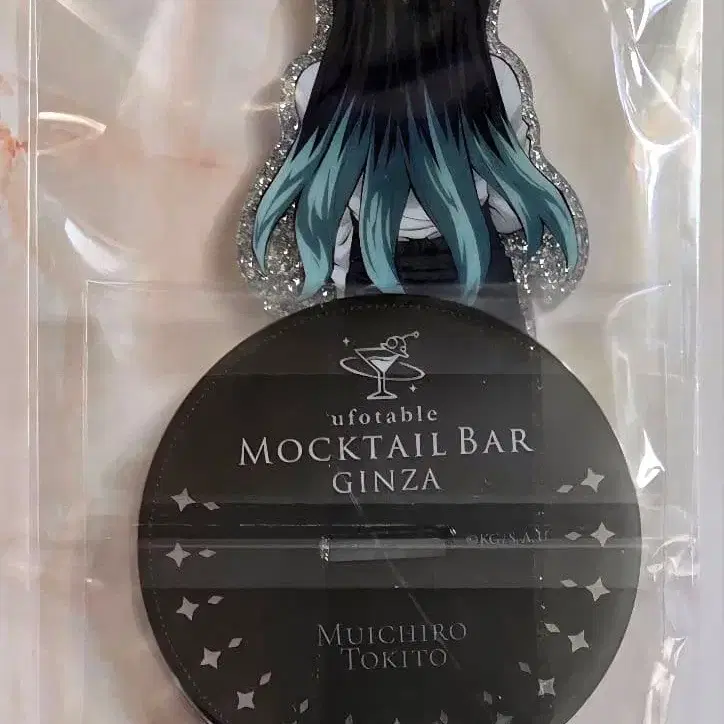 ufotable
MOCKTAIL BAR
GINZA
©KG/S,A,U
MUICHIRO
TOKITO